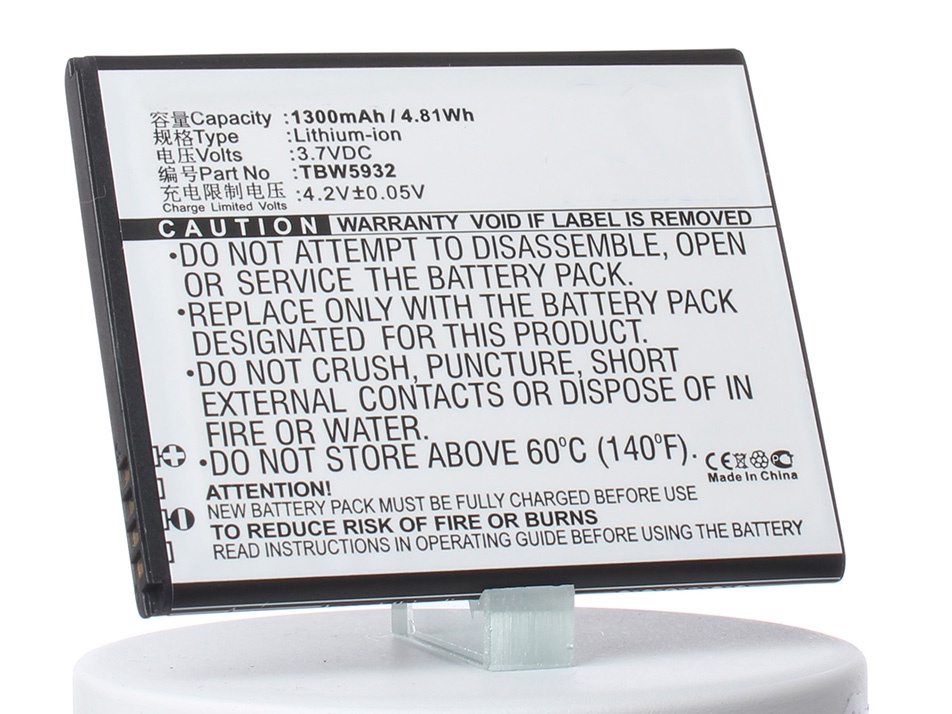 容量Capacity :1300mAh / 4.81Wh
规格Type :Lithium-ion
电压Volts :3.7VDC
编号Part No :TBW5932
充电限制电压 :4.2V±0.05V
Charge Limited Volts
CAUTION WARRANTY VOID IF LABEL IS REMOVED
•DO NOT ATTEMPT TO DISASSEMBLE, OPEN
OR SERVICE THE BATTERY PACK.
•REPLACE ONLY WITH THE BATTERY PACK
DESIGNATED FOR THIS PRODUCT.
•DO NOT CRUSH, PUNCTURE, SHORT
EXTERNAL CONTACTS OR DISPOSE OF IN
FIRE OR WATER.
•DO NOT STORE ABOVE 60°C (140°F).
CE
Made In China
ATTENTION!
NEW BATTERY PACK MUST BE FULLY CHARGED BEFORE USE
TO REDUCE RISK OF FIRE OR BURNS
READ INSTRUCTIONS IN OPERATING GUIDE BEFORE USING THE BATTERY